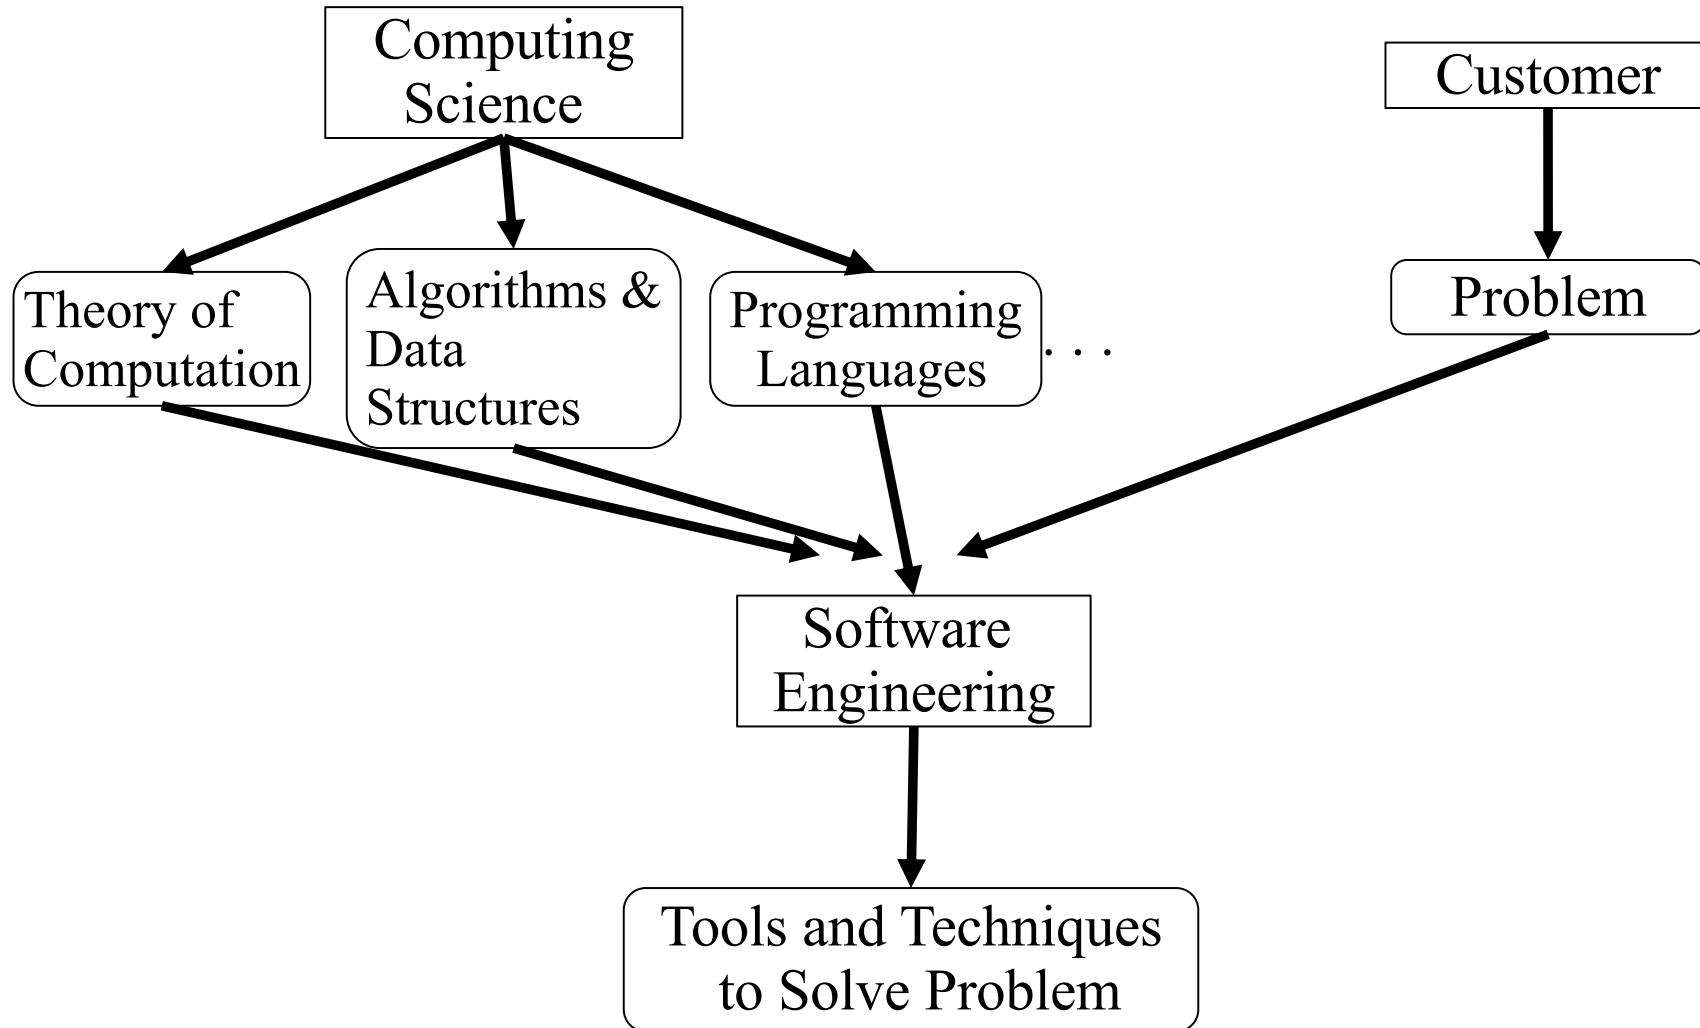 Computing
Science
Customer
Theory of
Computation
Algorithms &
Data
Structures
Programming
Languages
. . .
Problem
Software
Engineering
Tools and Techniques
to Solve Problem